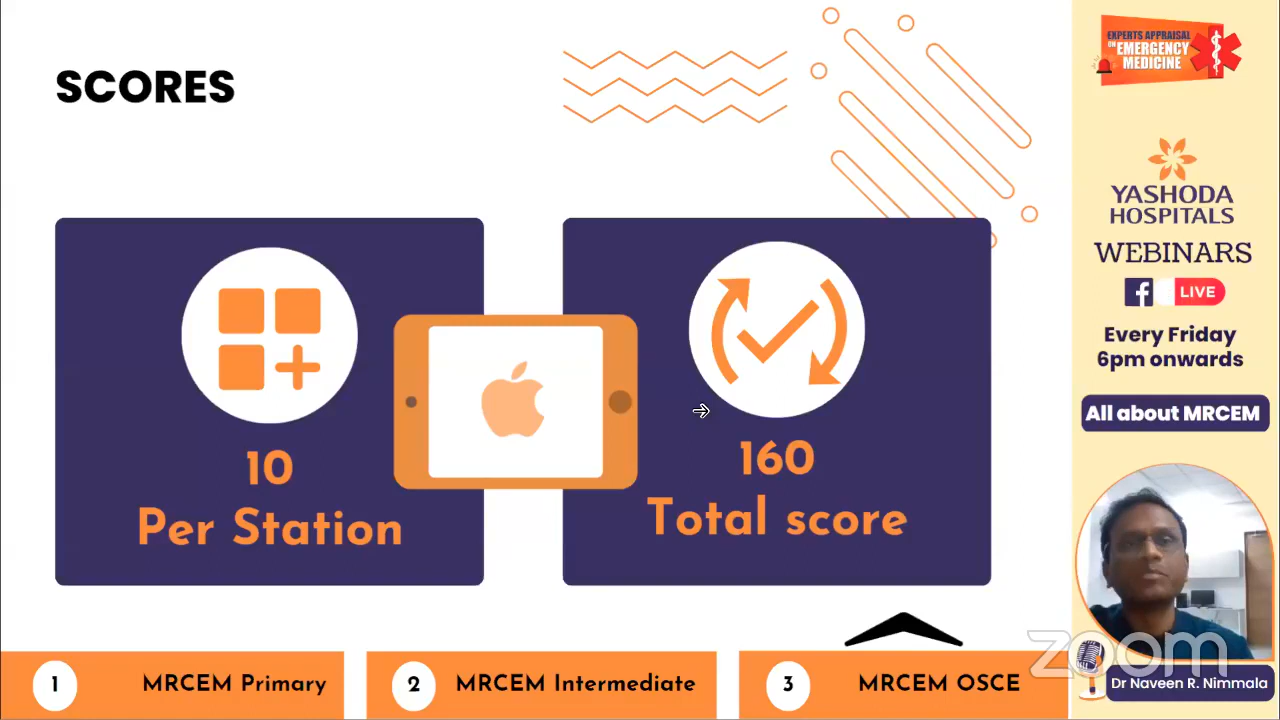 SCORES
10
Per Station
160
Total score
1
MRCEM Primary
2
MRCEM Intermediate
3
MRCEM OSCE
EXPERTS APPRAISAL
ON EMERGENCY
MEDICINE
YASHODA
HOSPITALS
WEBINARS
f LIVE
Every Friday
6pm onwards
All about MRCEM
zoom
Dr Naveen R. Nimmala